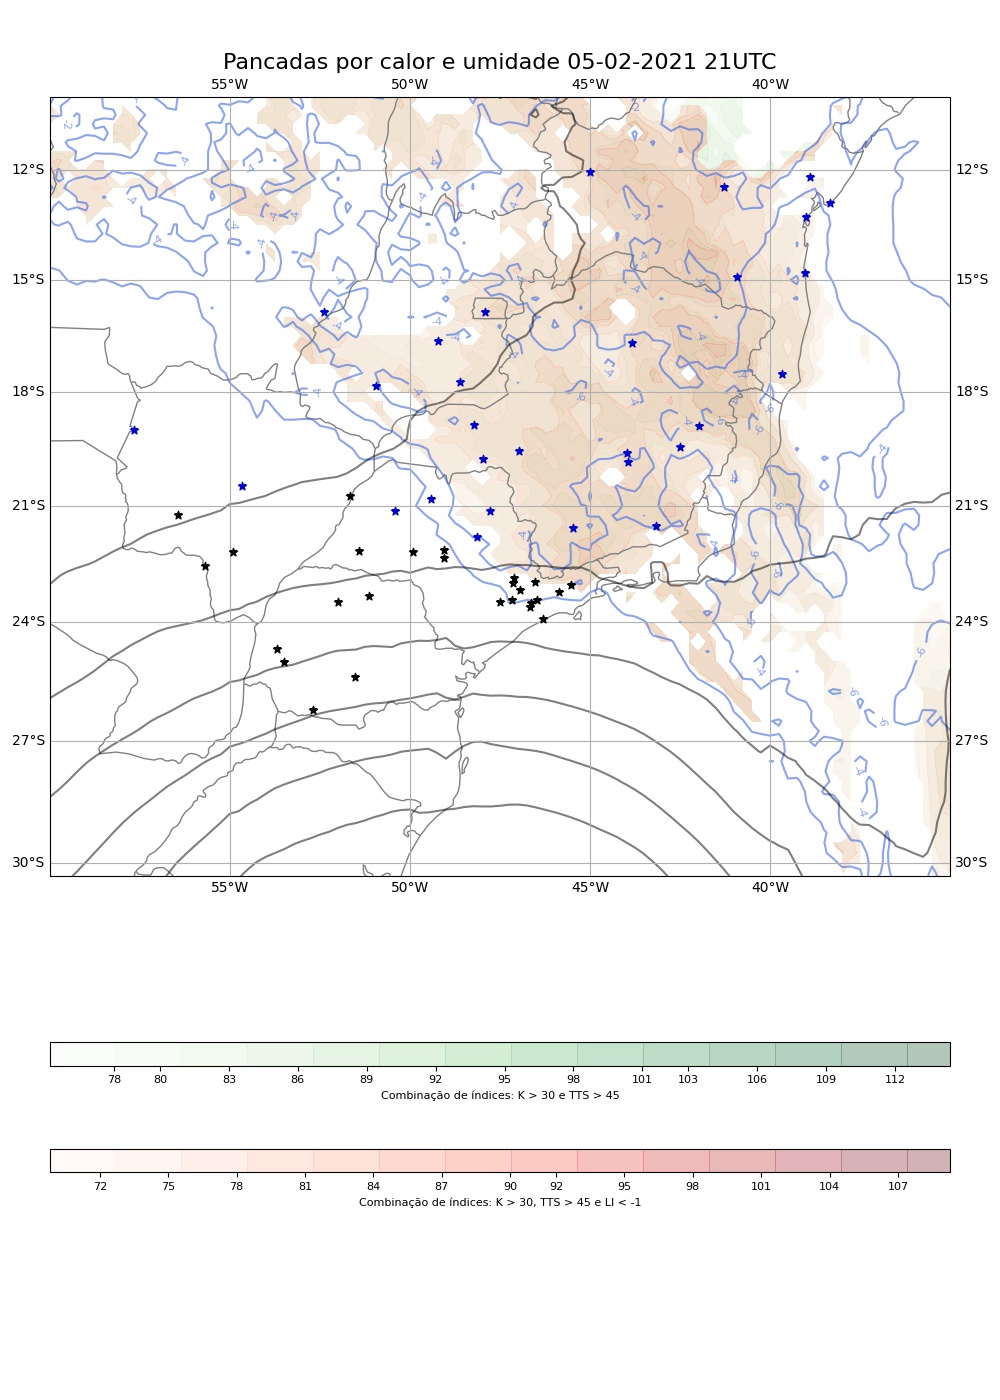 Pancadas por calor e umidade 05-02-2021 21UTC
55°W 50°W 45°W 40°W
12°S 12°S
15°S 15°S
18°S 18°S
21°S 21°S
24°S 24°S
27°S 27°S
30°S 30°S
55°W 50°W 45°W 40°W
78 80 83 86 89 92 95 98 101 103 106 109 112
Combinação de índices: K > 30 e TTS > 45
72 75 78 81 84 87 90 92 95 98 101 104 107
Combinação de índices: K > 30, TTS > 45 e LI < -1